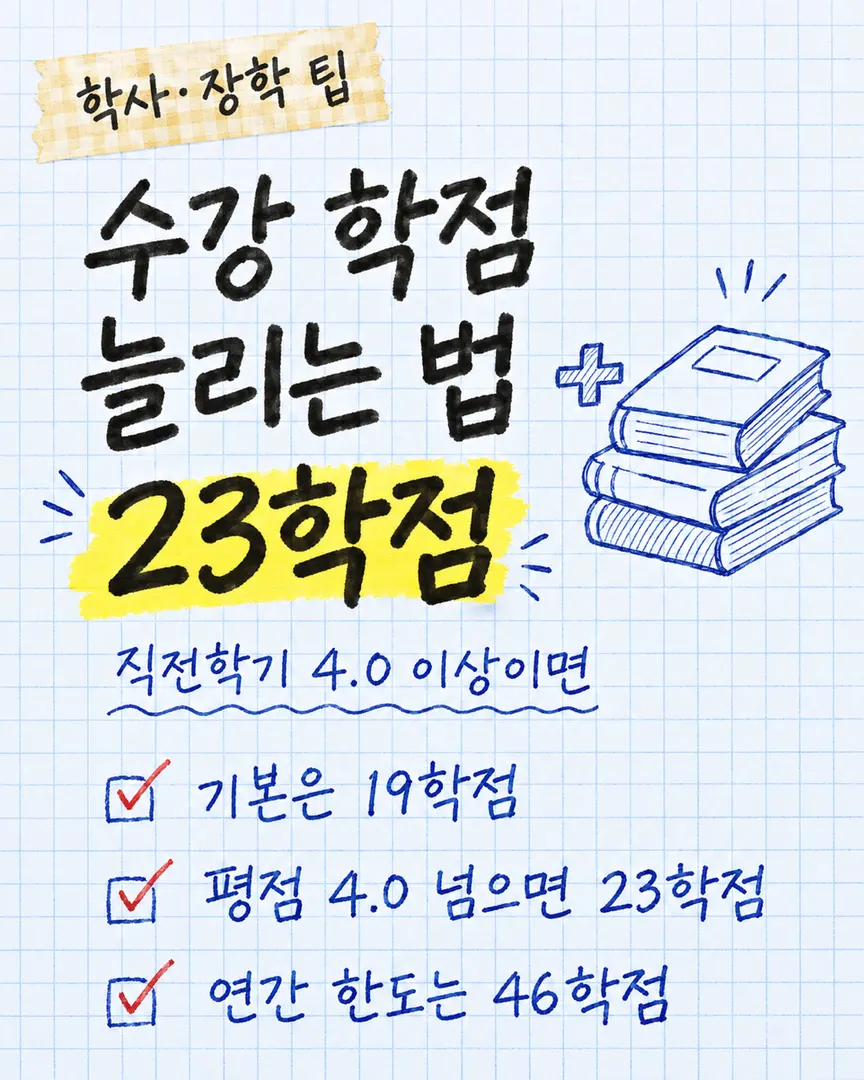 학사·장학 팁
수강 학점
늘리는 법
23학점
직전학기 4.0 이상이면
기본은 19학점
평점 4.0 넘으면 23학점
연간 한도는 46학점